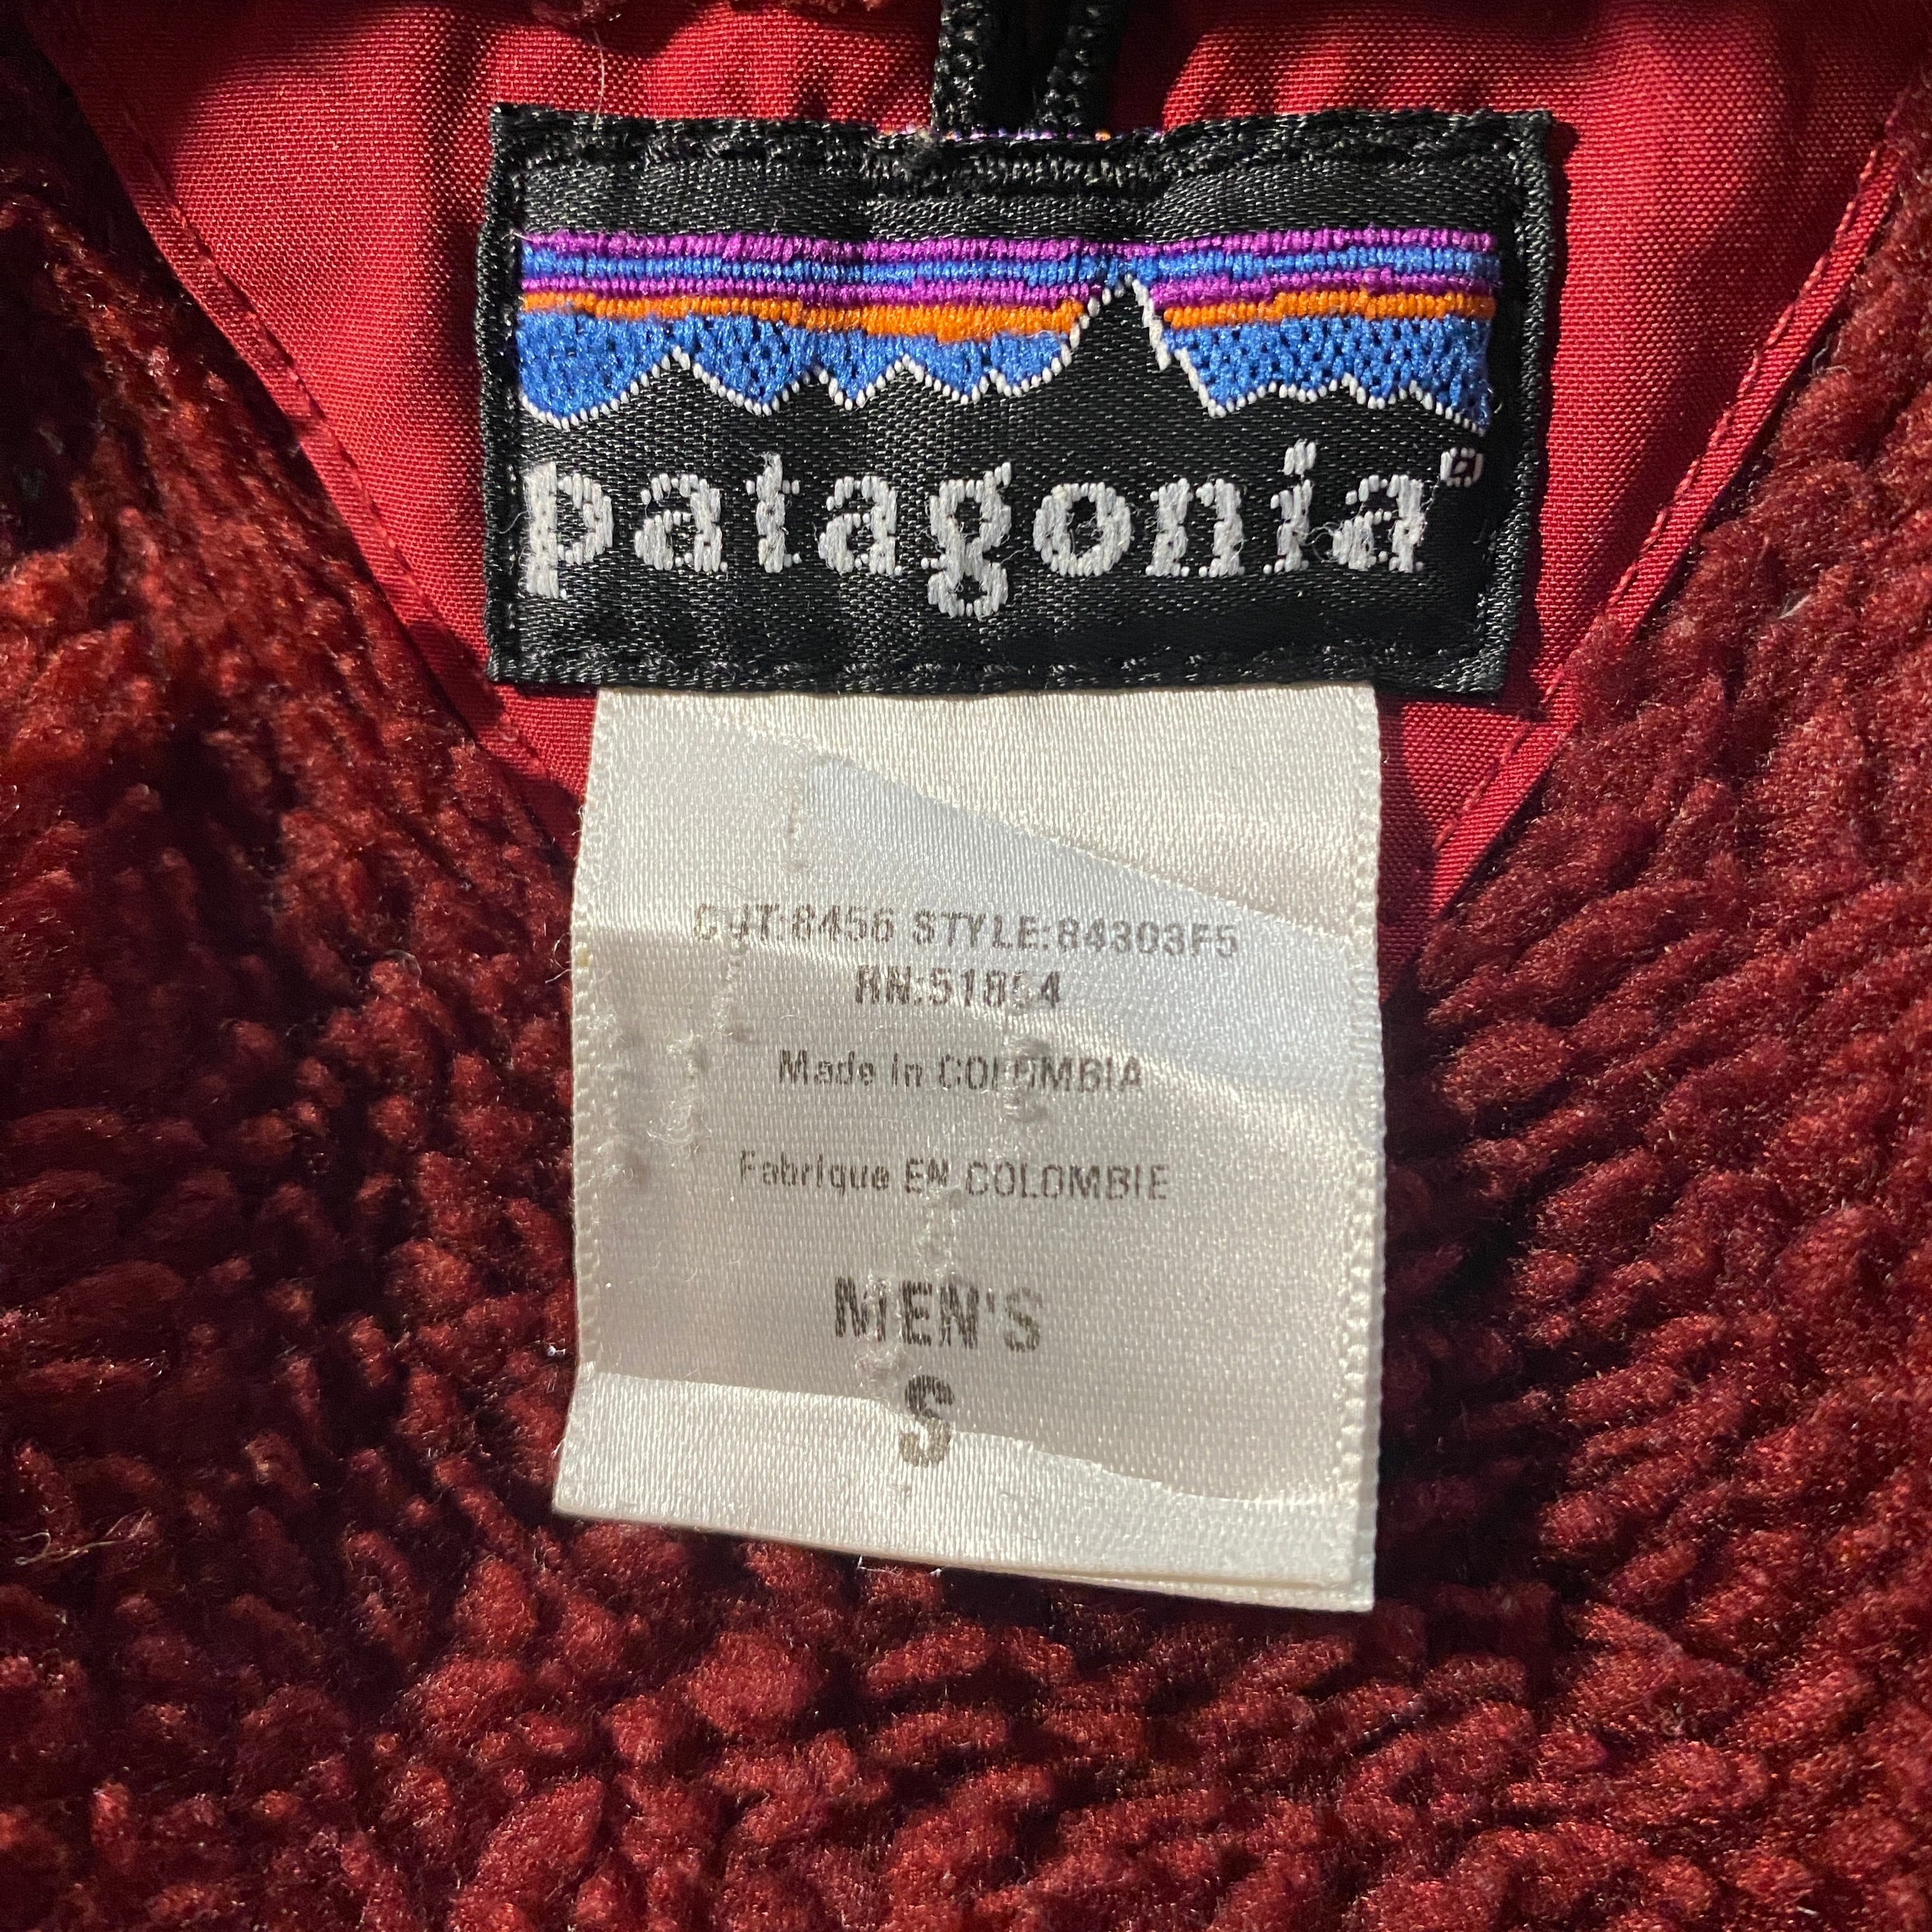 patagonia®
CUT:8456 STYLE:84303F5
RN:51884
Made in COLOMBIA
Fabrique EN COLOMBIE
MEN'S
S